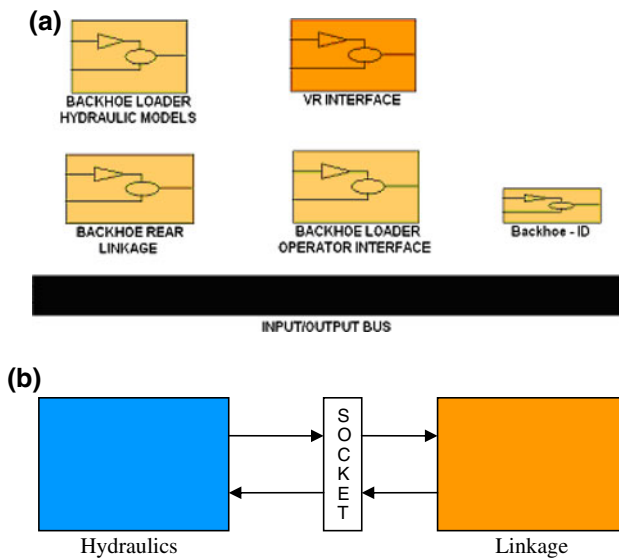 (a)
BACKHOE LOADER
HYDRAULIC MODELS
VR INTERFACE
BACKHOE REAR
LINKAGE
BACKHOE LOADER
OPERATOR INTERFACE
Backhoe - ID
INPUT/OUTPUT BUS
(b)
SOCKET
Hydraulics
Linkage